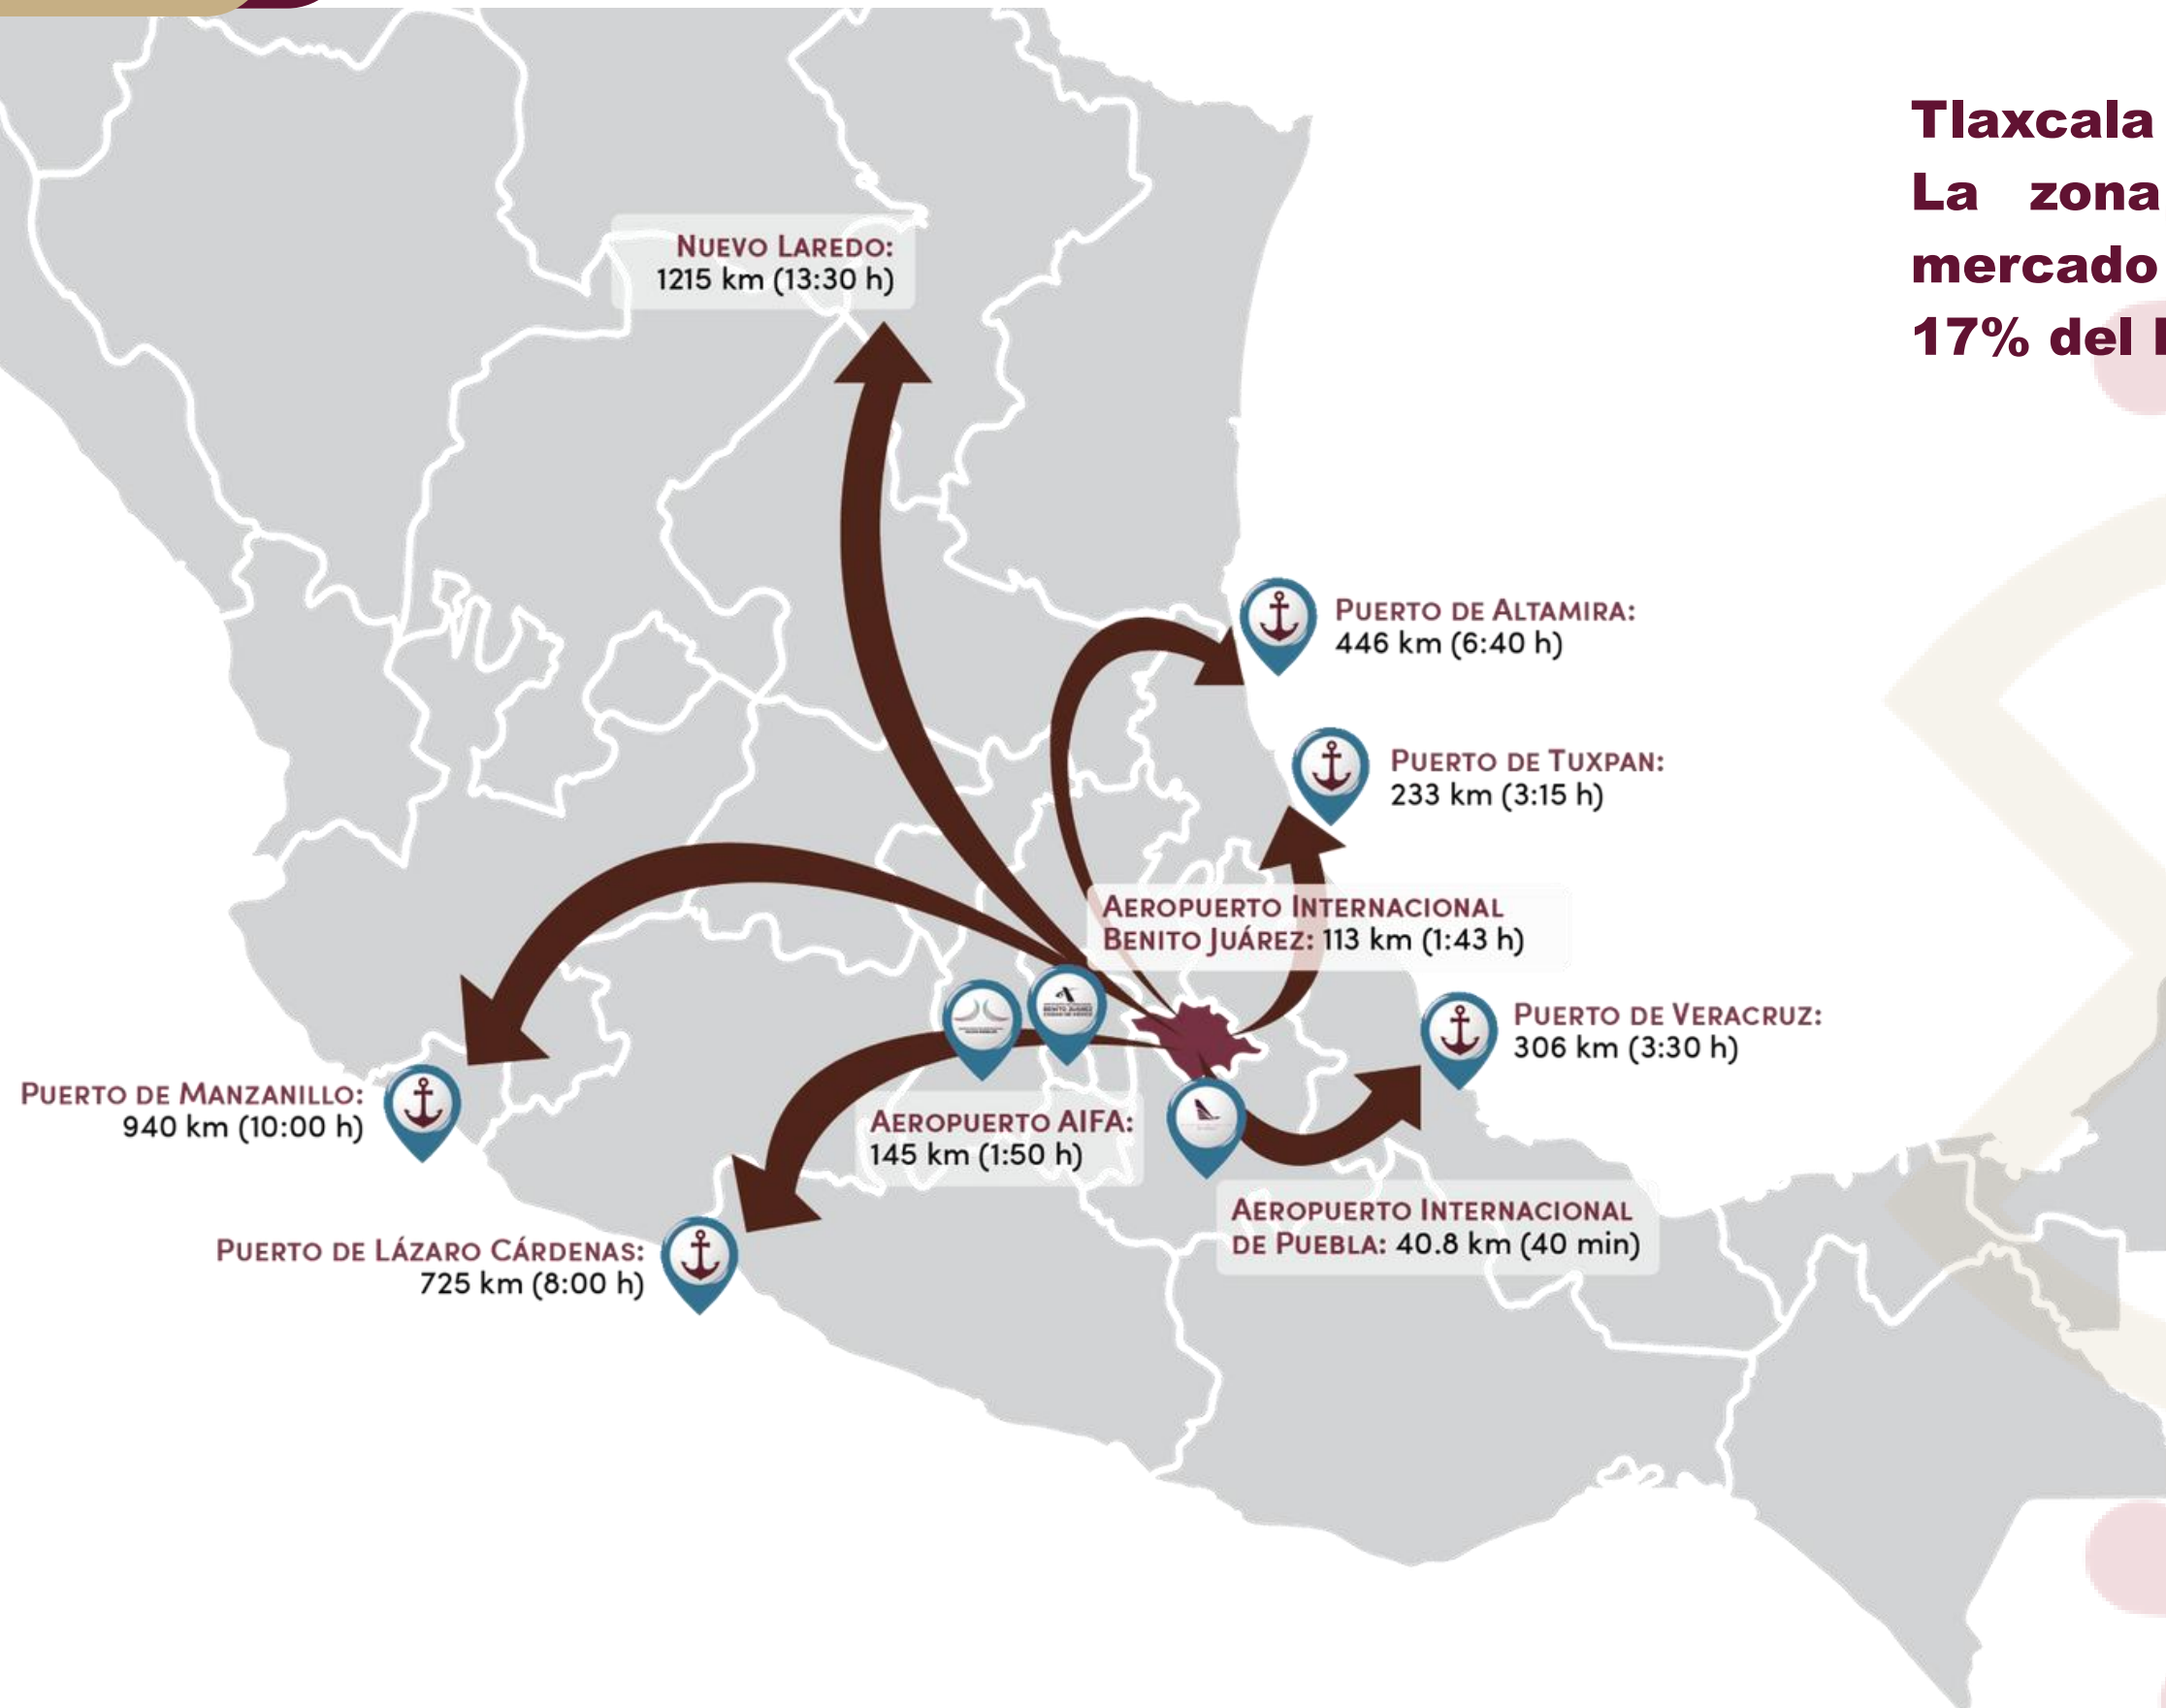 Tlaxcala
La zona
mercado
17% del
NUEVO LAREDO:
1215 km (13:30 h)
PUERTO DE ALTAMIRA:
446 km (6:40 h)
PUERTO DE TUXPAN:
233 km (3:15 h)
AEROPUERTO INTERNACIONAL
BENITO JUÁREZ: 113 km (1:43 h)
PUERTO DE VERACRUZ:
306 km (3:30 h)
PUERTO DE MANZANILLO:
940 km (10:00 h)
AEROPUERTO AIFA:
145 km (1:50 h)
AEROPUERTO INTERNACIONAL
DE PUEBLA: 40.8 km (40 min)
PUERTO DE LÁZARO CÁRDENAS:
725 km (8:00 h)